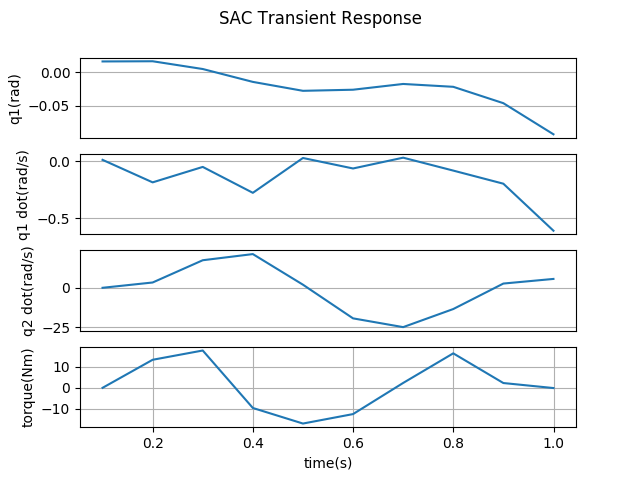 SAC Transient Response
q1(rad)
0.00
−0.05
q1 dot(rad/s)
0.0
−0.5
q2 dot(rad/s)
0
−25
torque(Nm)
10
0
−10
0.2 0.4 0.6 0.8 1.0
time(s)